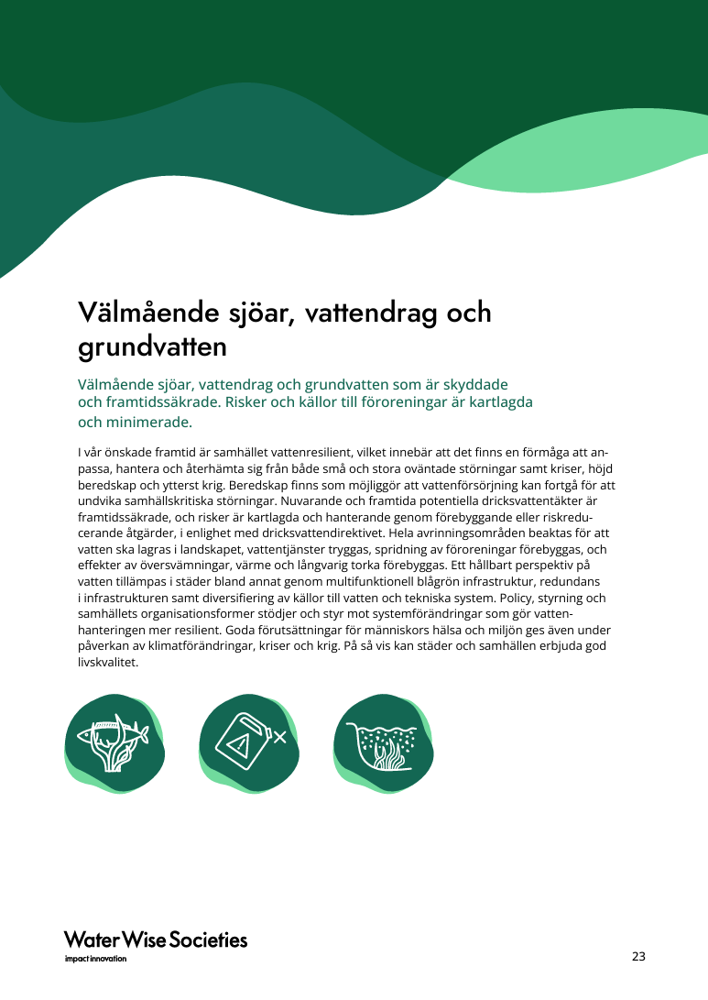 Välmående sjöar, vattendrag och
grundvatten
Välmående sjöar, vattendrag och grundvatten som är skyddade
och framtidssäkrade. Risker och källor till föroreningar är kartlagda
och minimerade.
I vår önskade framtid är samhället vattenresilient, vilket innebär att det finns en förmåga att an-
passa, hantera och återhämta sig från både små och stora oväntade störningar samt kriser, höjd
beredskap och ytterst krig. Beredskap finns som möjliggör att vattenförsörjning kan fortgå för att
undvika samhällskritiska störningar. Nuvarande och framtida potentiella dricksvattentäkter är
framtidssäkrade, och risker är kartlagda och hanterande genom förebyggande eller riskredu-
cerande åtgärder, i enlighet med dricksvattendirektivet. Hela avrinningsområden beaktas för att
vatten ska lagras i landskapet, vattentjänster tryggas, spridning av föroreningar förebyggas, och
effekter av översvämningar, värme och långvarig torka förebyggas. Ett hållbart perspektiv på
vatten tillämpas i städer bland annat genom multifunktionell blågrön infrastruktur, redundans
i infrastrukturen samt diversifiering av källor till vatten och tekniska system. Policy, styrning och
samhällets organisationsformer stödjer och styr mot systemförändringar som gör vatten-
hanteringen mer resilient. Goda förutsättningar för människors hälsa och miljön ges även under
påverkan av klimatförändringar, kriser och krig. På så vis kan städer och samhällen erbjuda god
livskvalitet.
Water Wise Societies
impact innovation
23